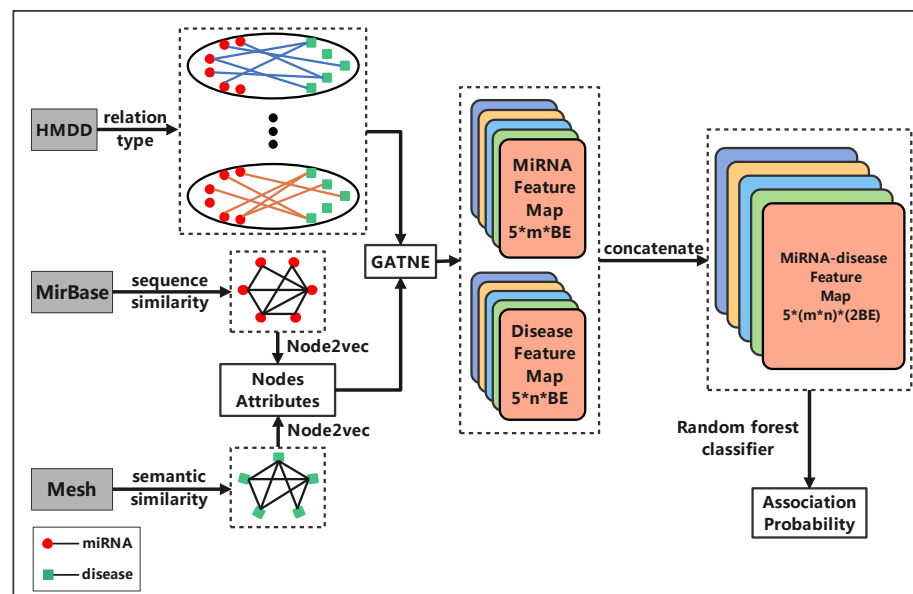 HMDD
relation
type
MirBase
sequence
similarity
Node2vec
Nodes
Attributes
Node2vec
Mesh
semantic
similarity
miRNA
disease
GATNE
MiRNA
Feature
Map
5*m*BE
Disease
Feature
Map
5*n*BE
concatenate
MiRNA-disease
Feature
Map
5*(m*n)*(2BE)
Random forest
classifier
Association
Probability